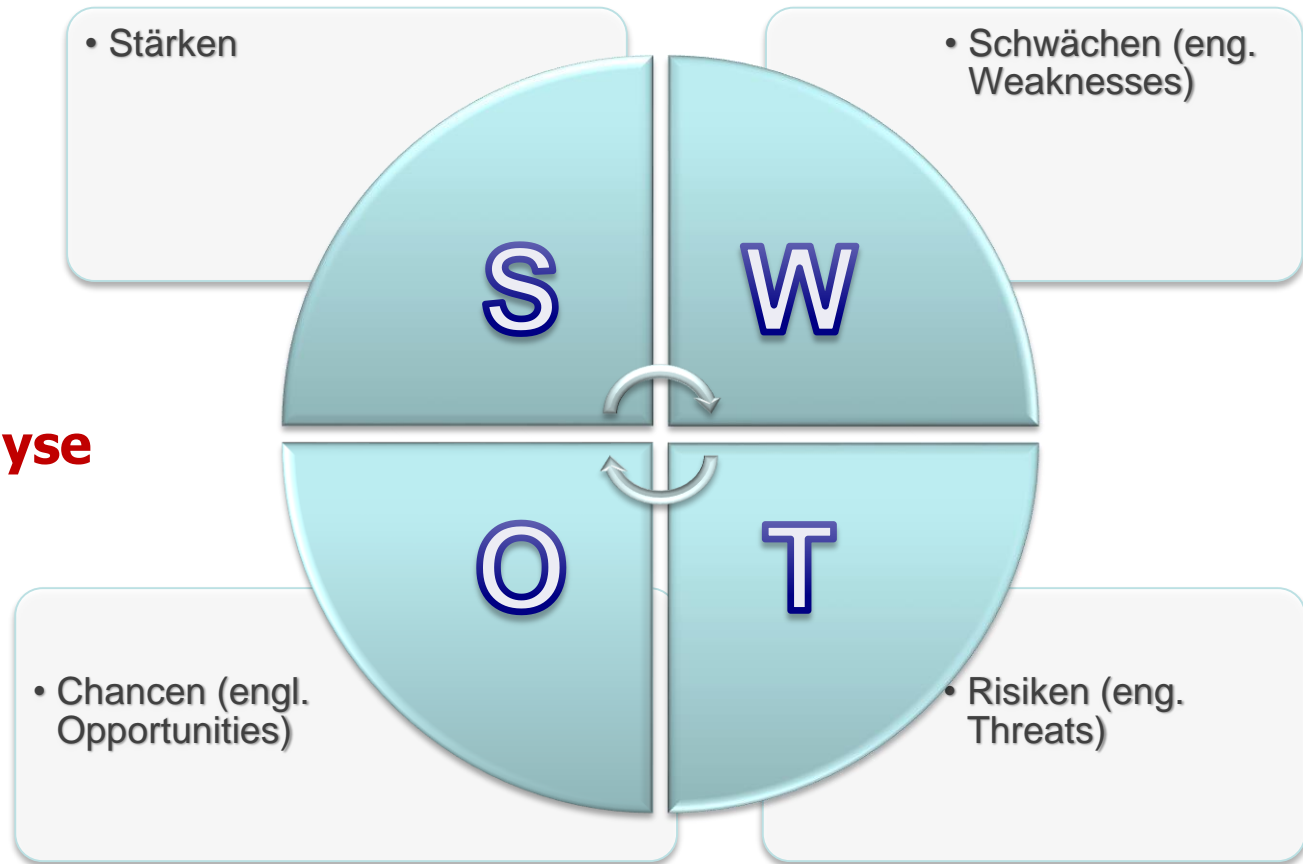 • Stärken
• Schwächen (eng.
Weaknesses)
S
W
yse
O
T
• Chancen (engl.
Opportunities)
• Risiken (eng.
Threats)